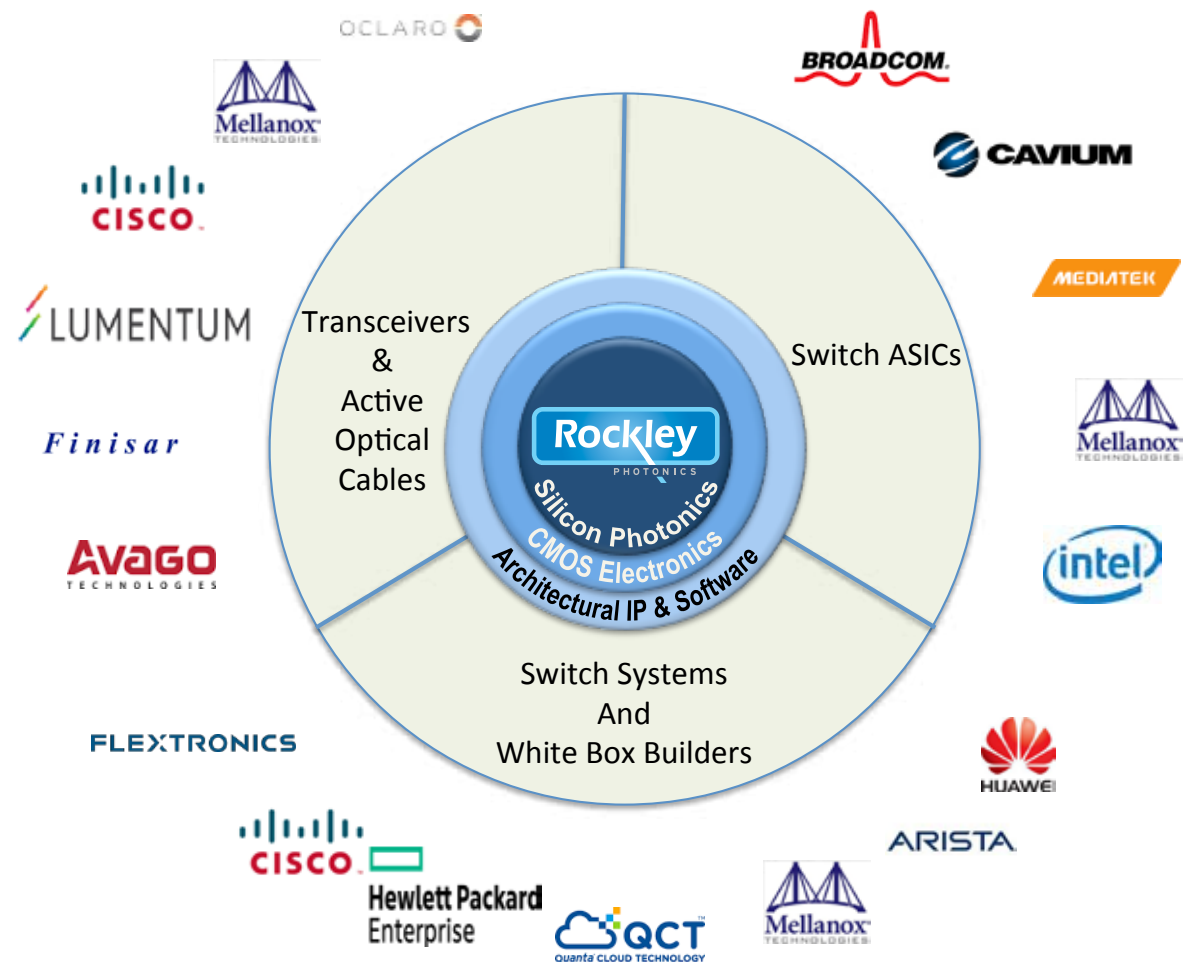 OCLARO
BROADCOM.
Mellanox
TECHNOLOGIES
CAVIUM
CISCO
MEDIATEK
LUMENTUM
Transceivers
&
Active
Optical
Cables
Switch ASICs
Mellanox
TECHNOLOGIES
Finisar
Rockley
PHOTONICS
Silicon Photonics
CMOS Electronics
Architectural IP & Software
AVAGO
TECHNOLOGIES
intel
Switch Systems
And
White Box Builders
FLEXTRONICS
HUAWEI
CISCO
ARISTA
Hewlett Packard
Enterprise
Mellanox
TECHNOLOGIES
QCT
Quanta CLOUD TECHNOLOGY